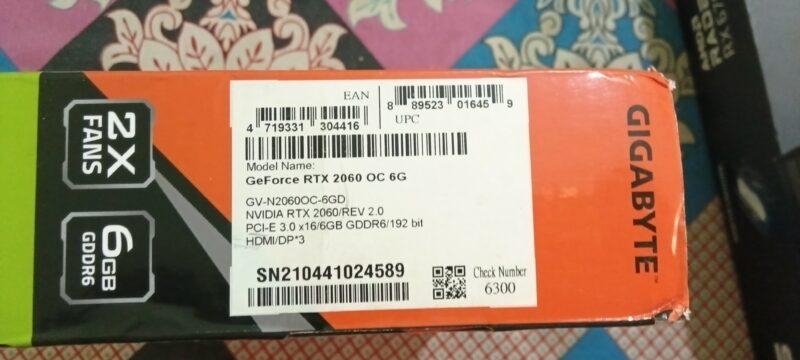 2X
FANS
6GB
GDDR6
EAN
4 719331 304416
8 89523 01645 9
UPC
Model Name:
GeForce RTX 2060 OC 6G
GV-N2060OC-6GD
NVIDIA RTX 2060/REV 2.0
PCI-E 3.0 x16/6GB GDDR6/192 bit
HDMI/DP*3
SN210441024589
Check Number
6300
GIGABYTE™
AMD